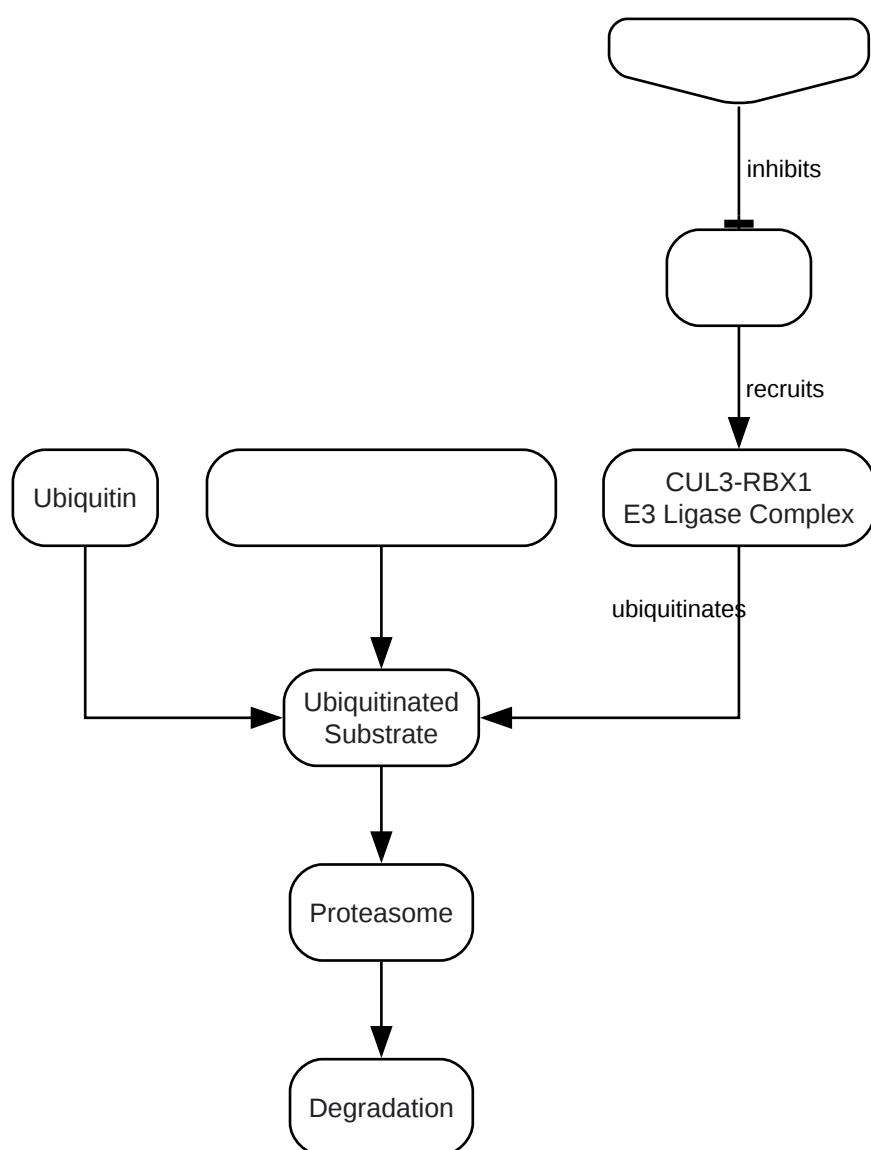 inhibits
recruits
Ubiquitin
CUL3-RBX1
E3 Ligase Complex
ubiquitinates
Ubiquitinated
Substrate
Proteasome
Degradation